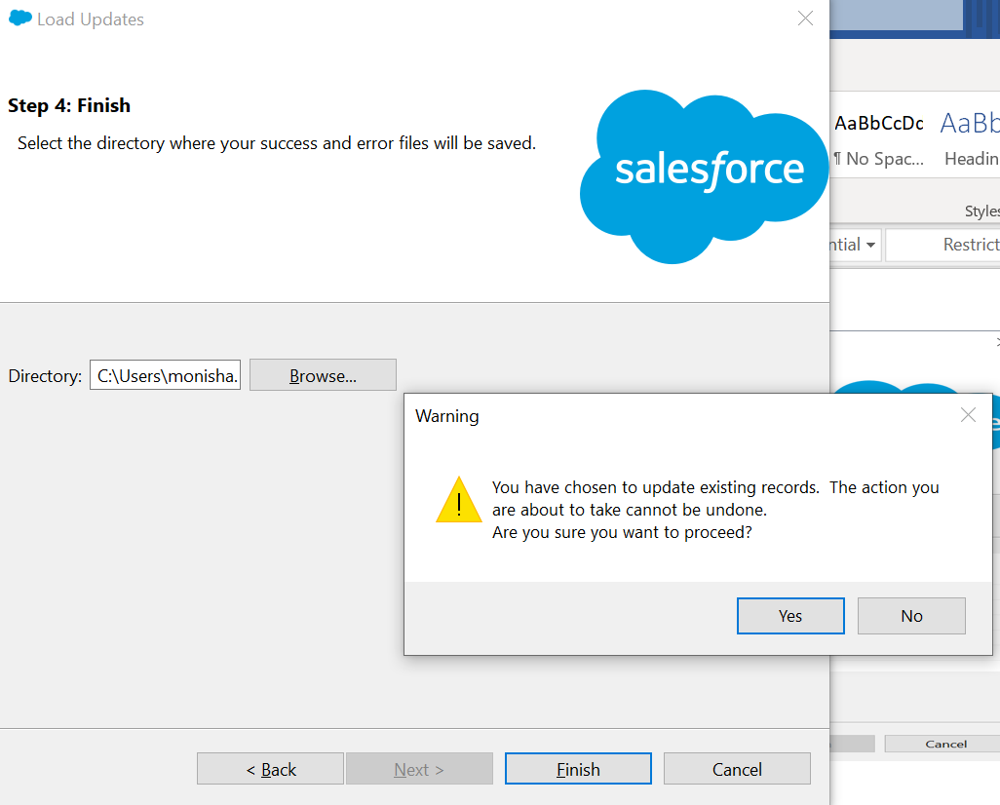 Load Updates
Step 4: Finish
Select the directory where your success and error files will be saved.
salesforce
AaBbCcDc AaBb
¶ No Spac... Headin
Styles
ntial Restrict
Directory: C:\Users\monisha. Browse...
Warning
You have chosen to update existing records. The action you
are about to take cannot be undone.
Are you sure you want to proceed?
Yes No
Cancel
< Back Next > Finish Cancel